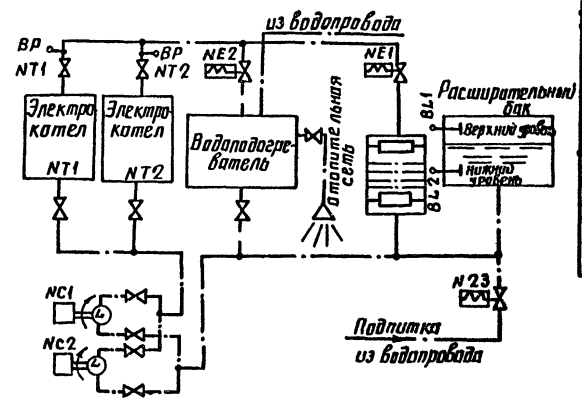 из водопровода
ВР
NT1
ВР
NT2
NE2
NE1
Электро-
котел
NT1
Электро-
котел
NT2
Водоподогре-
ватель
отопительная
сеть
BL1
BL2
Расширительный
бак
Верхний уровень
Нижний
уровень
NC1
NC2
N23
Подпитка
из водопровода